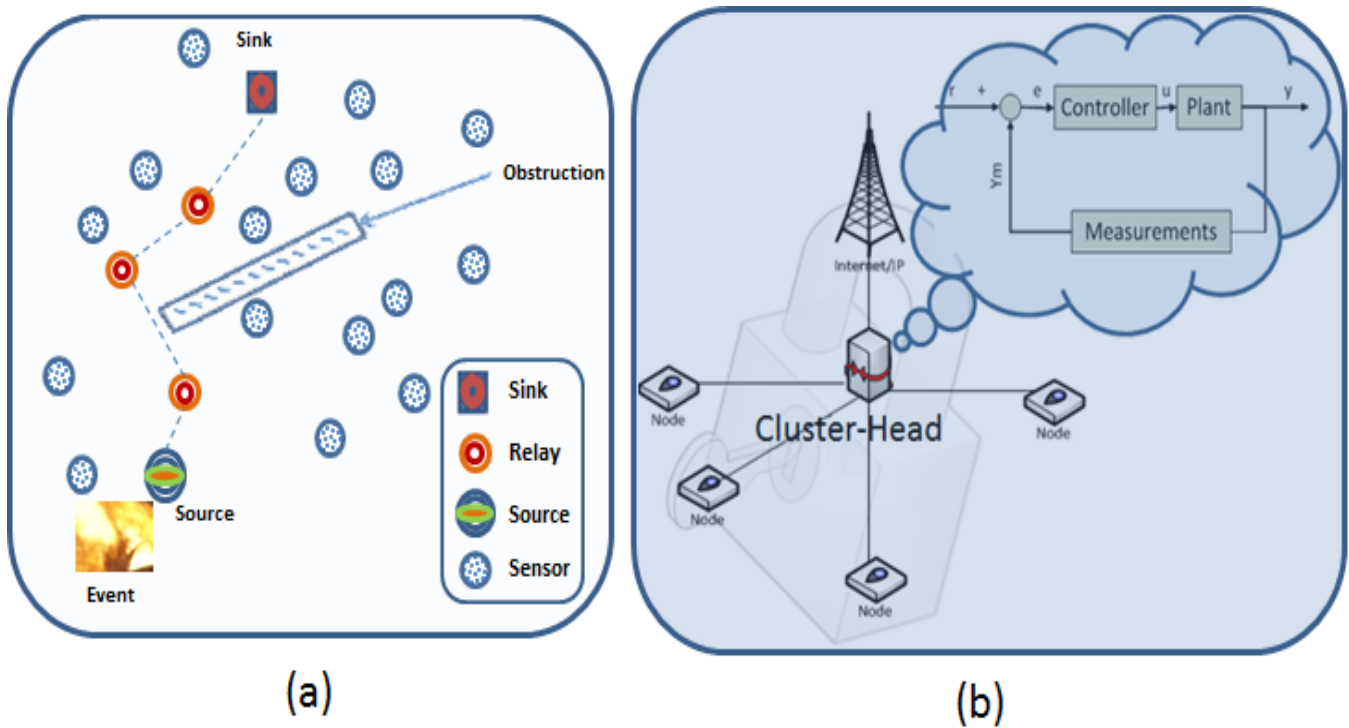 Sink
Obstruction
Sink
Relay
Source
Sensor
Source
Event
(a)
r
+
e
Controller
u
Plant
y
Ym
Measurements
Internet/IP
Node
Cluster-Head
Node
Node
Node
(b)